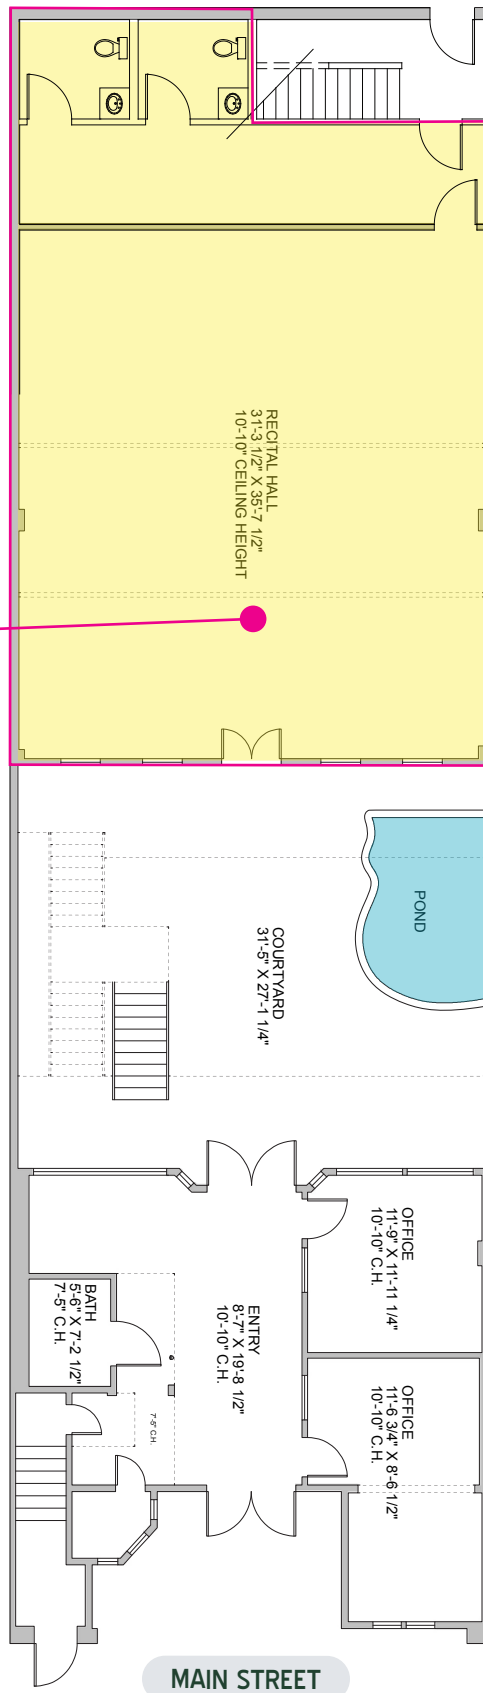 RECITAL HALL
31'-3 1/2" X 35'-7 1/2"
10'-10" CEILING HEIGHT
POND
COURTYARD
31'-5" X 27'-1 1/4"
OFFICE
11'-9" X 11'-11 1/4"
10'-10" C.H.
BATH
5'-6" X 7'-2 1/2"
7'-5" C.H.
ENTRY
8'-7" X 19'-8 1/2"
10'-10" C.H.
OFFICE
11'-6 3/4" X 8'-6 1/2"
10'-10" C.H.
7'-5" C.H.
MAIN STREET